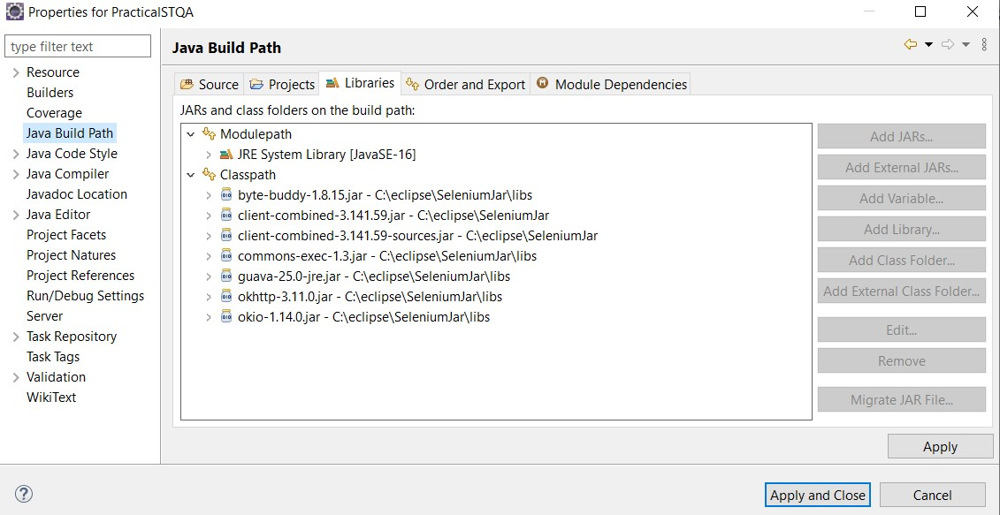 Properties for PracticalSTQA
type filter text
Resource
Builders
Coverage
Java Build Path
Java Code Style
Java Compiler
Javadoc Location
Java Editor
Project Facets
Project Natures
Project References
Run/Debug Settings
Server
Task Repository
Task Tags
Validation
WikiText
Java Build Path
Source Projects Libraries Order and Export Module Dependencies
JARs and class folders on the build path:
Modulepath
JRE System Library [JavaSE-16]
Classpath
byte-buddy-1.8.15.jar - C:\eclipse\SeleniumJar\libs
client-combined-3.141.59.jar - C:\eclipse\SeleniumJar
client-combined-3.141.59-sources.jar - C:\eclipse\SeleniumJar
commons-exec-1.3.jar - C:\eclipse\SeleniumJar\libs
guava-25.0-jre.jar - C:\eclipse\SeleniumJar\libs
okhttp-3.11.0.jar - C:\eclipse\SeleniumJar\libs
okio-1.14.0.jar - C:\eclipse\SeleniumJar\libs
Add JARs...
Add External JARs...
Add Variable...
Add Library...
Add Class Folder...
Add External Class Folder...
Edit...
Remove
Migrate JAR File...
Apply
Apply and Close
Cancel